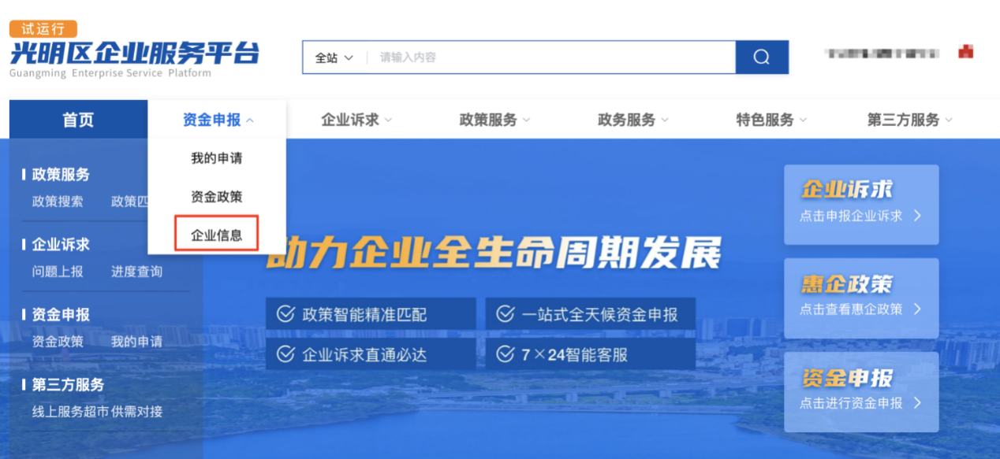 试运行
光明区企业服务平台
Guangming Enterprise Service Platform
全站 请输入内容
首页 资金申报 企业诉求 政策服务 政务服务 特色服务 第三方服务
我的申请
资金政策
企业信息
政策服务
政策搜索 政策匹
企业诉求
问题上报 进度查询
资金申报
资金政策 我的申请
第三方服务
线上服务超市 供需对接
助力企业全生命周期发展
政策智能精准匹配 一站式全天候资金申报
企业诉求直通必达 7×24智能客服
企业诉求
点击申报企业诉求
惠企政策
点击查看惠企政策
资金申报
点击进行资金申报